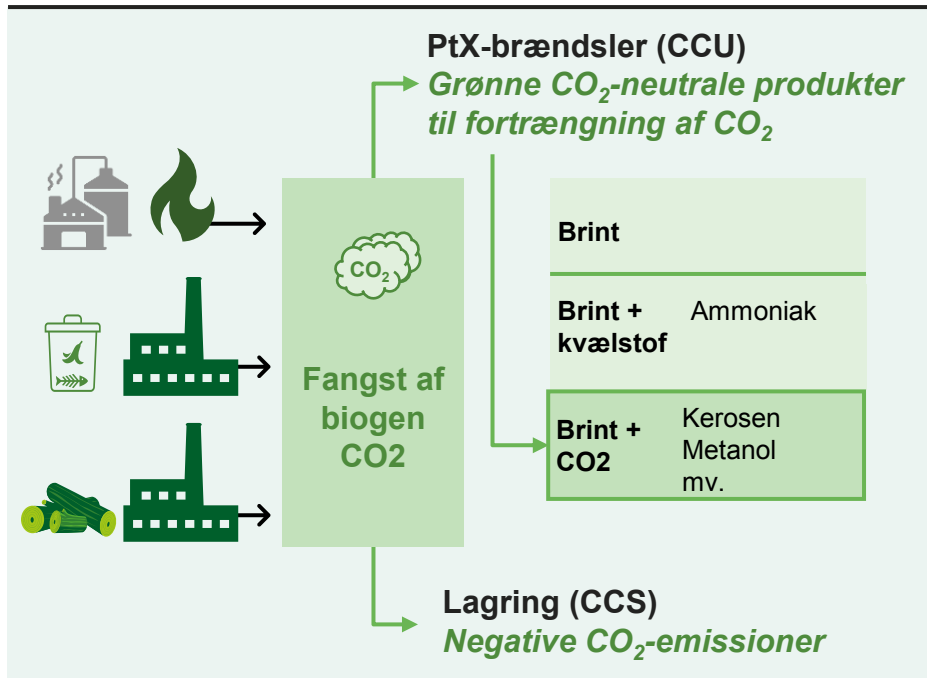 PtX-brændsler (CCU)
Grønne CO₂-neutrale produkter
til fortrængning af CO₂
CO₂
Fangst af
biogen
CO2
Brint
Brint + Ammoniak
kvælstof
Brint + Kerosen
CO2 Metanol
mv.
Lagring (CCS)
Negative CO₂-emissioner